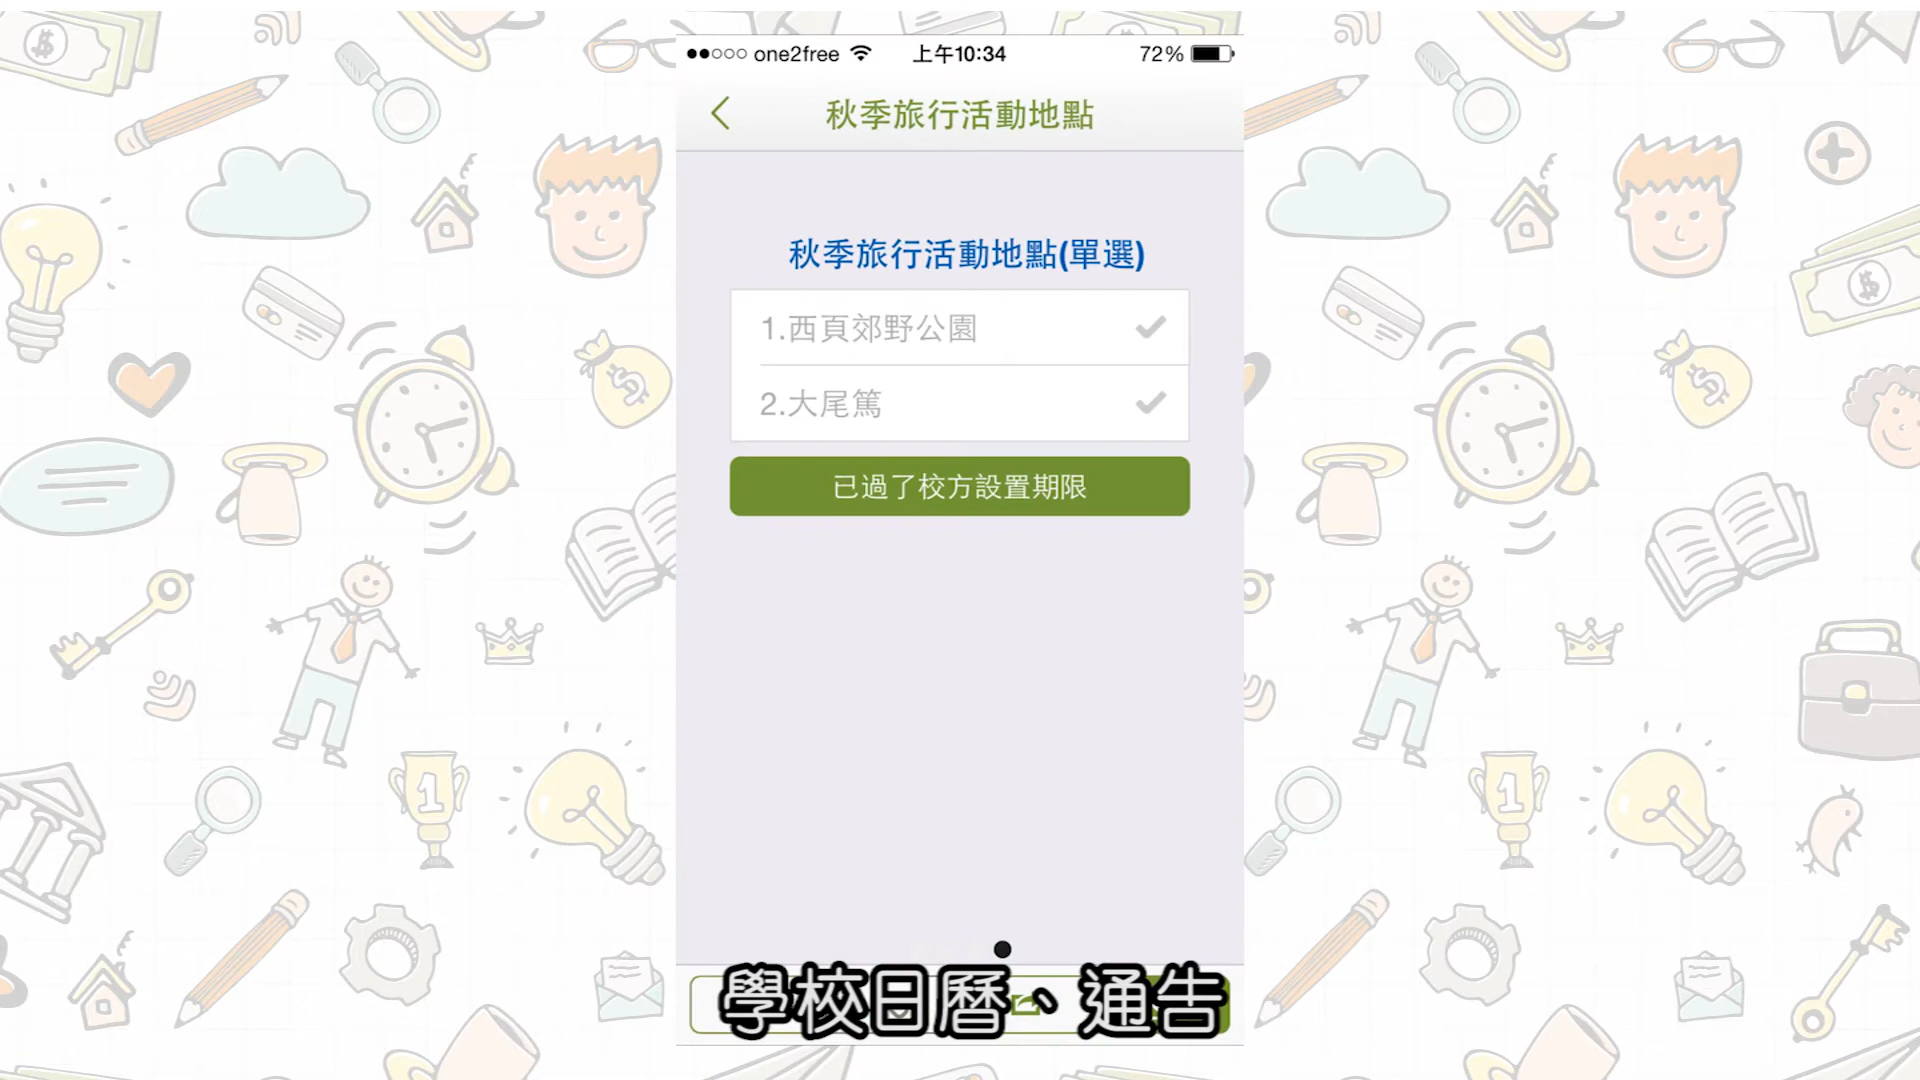 one2free 上午10:34 72%
秋季旅行活動地點
秋季旅行活動地點(單選)
1.西頁郊野公園
2.大尾篤
已過了校方設置期限
學校日曆、通告